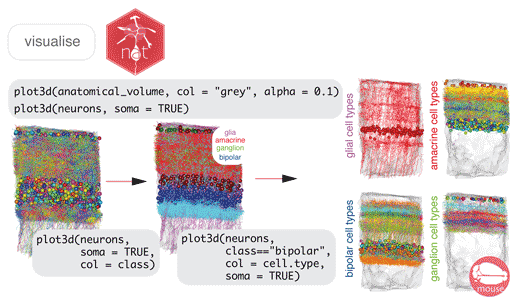 visualise
nat
plot3d(anatomical_volume, col = "grey", alpha = 0.1)
plot3d(neurons, soma = TRUE)
glia
amacrine
ganglion
bipolar
plot3d(neurons,
soma = TRUE,
col = class)
plot3d(neurons,
class=="bipolar",
col = cell.type,
soma = TRUE)
glial cell types
amacrine cell types
bipolar cell types
ganglion cell types
mouse